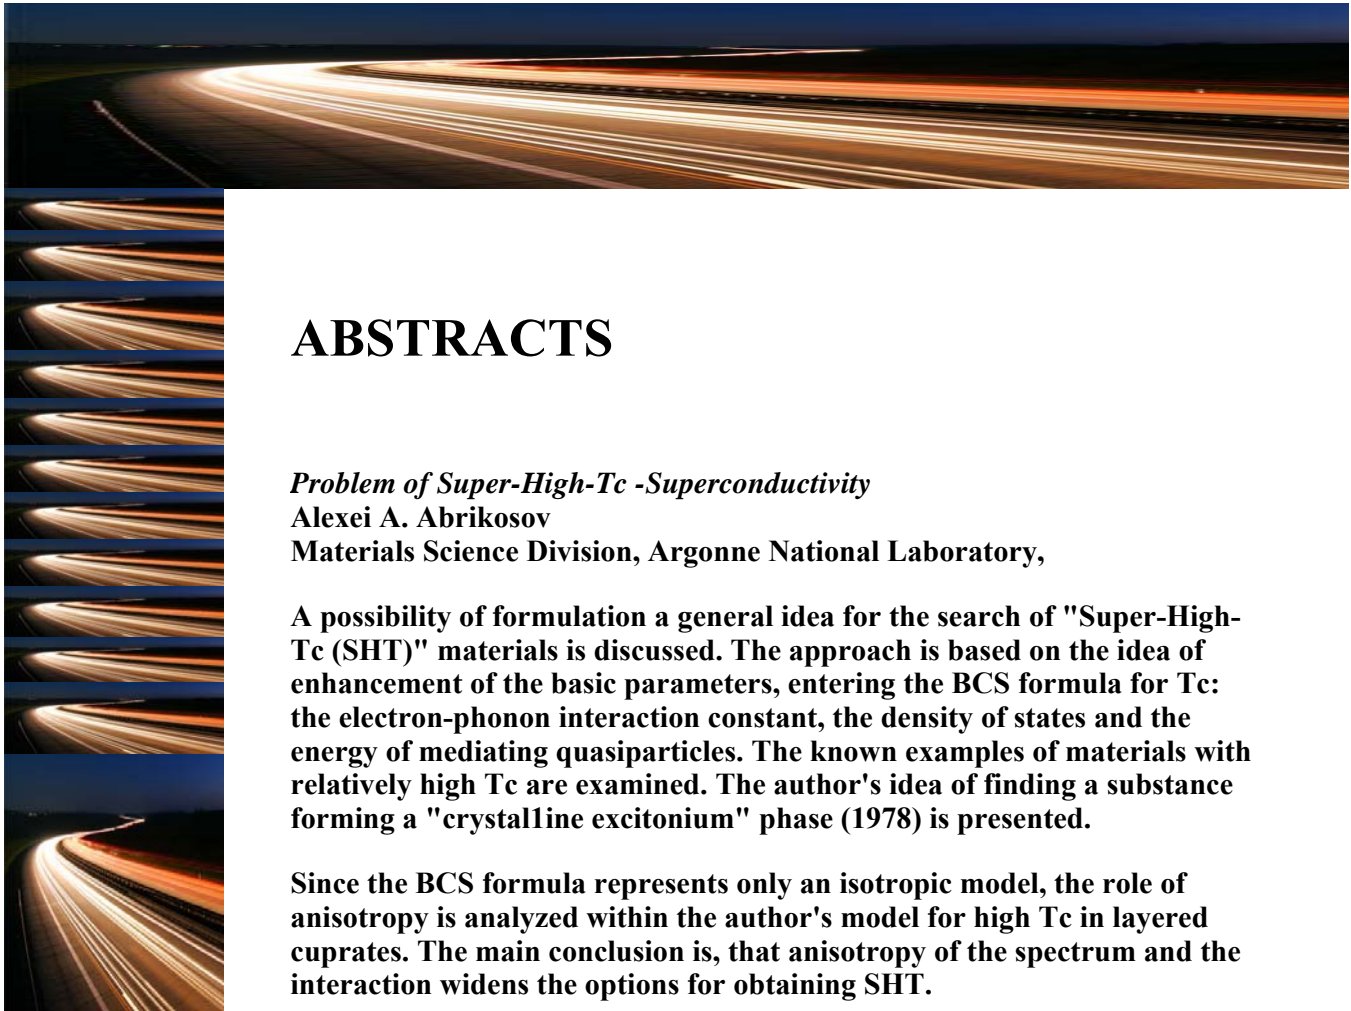 ABSTRACTS
Problem of Super-High-Tc -Superconductivity
Alexei A. Abrikosov
Materials Science Division, Argonne National Laboratory,
A possibility of formulation a general idea for the search of "Super-High-
Tc (SHT)" materials is discussed. The approach is based on the idea of
enhancement of the basic parameters, entering the BCS formula for Tc:
the electron-phonon interaction constant, the density of states and the
energy of mediating quasiparticles. The known examples of materials with
relatively high Tc are examined. The author's idea of finding a substance
forming a "crystal1ine excitonium" phase (1978) is presented.
Since the BCS formula represents only an isotropic model, the role of
anisotropy is analyzed within the author's model for high Tc in layered
cuprates. The main conclusion is, that anisotropy of the spectrum and the
interaction widens the options for obtaining SHT.